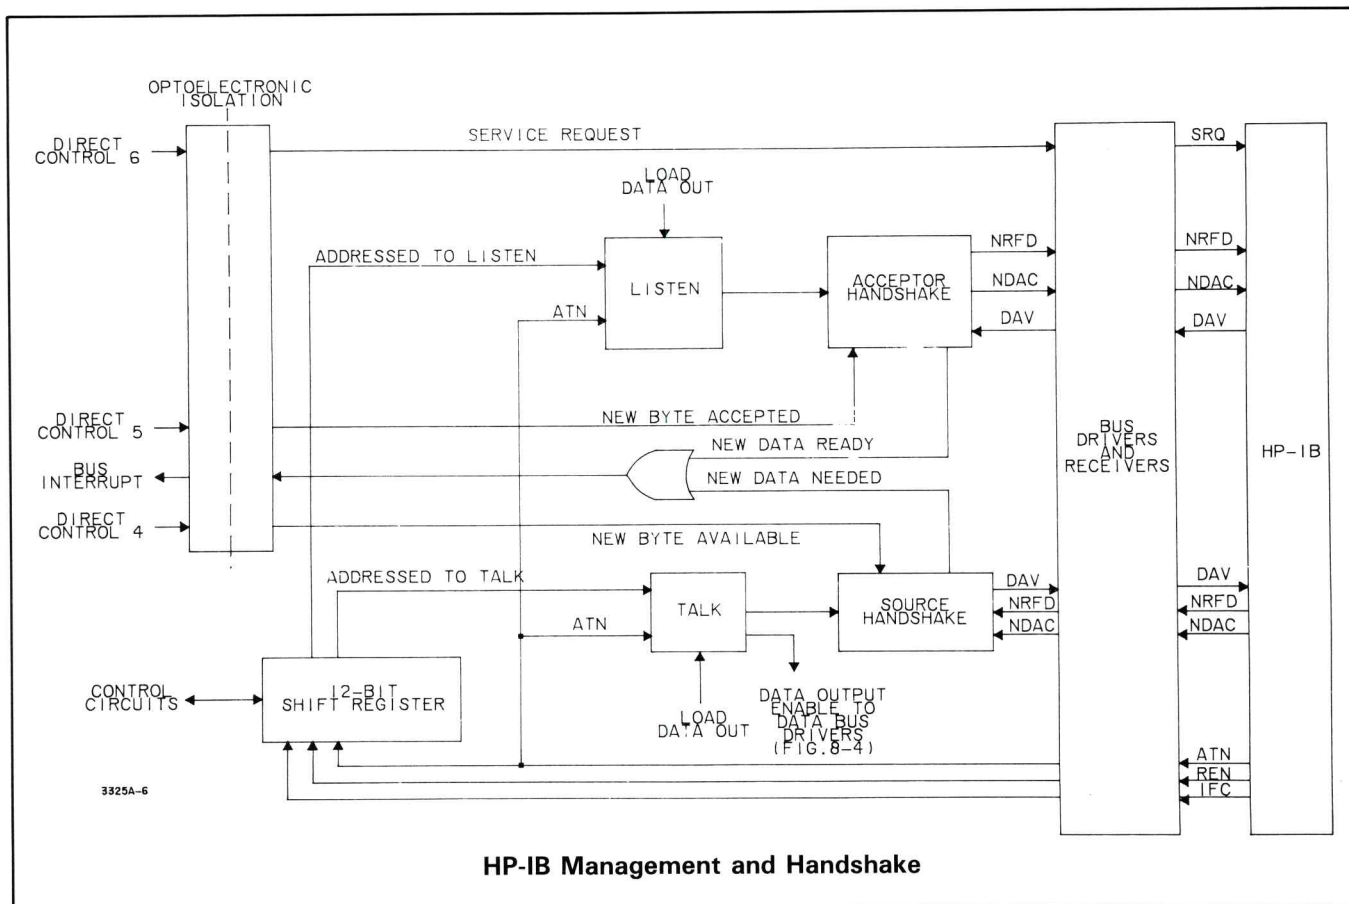 OPTOELECTRONIC
ISOLATION
DIRECT
CONTROL 6
SERVICE REQUEST
SRQ
LOAD
DATA OUT
ADDRESSED TO LISTEN
LISTEN
ATN
ACCEPTOR
HANDSHAKE
NRFD
NDAC
DAV
NRFD
NDAC
DAV
DIRECT
CONTROL 5
NEW BYTE ACCEPTED
BUS
INTERRUPT
NEW DATA READY
NEW DATA NEEDED
BUS
DRIVERS
AND
RECEIVERS
HP-IB
DIRECT
CONTROL 4
NEW BYTE AVAILABLE
ADDRESSED TO TALK
TALK
ATN
SOURCE
HANDSHAKE
DAV
NRFD
NDAC
DAV
NRFD
NDAC
CONTROL
CIRCUITS
12-BIT
SHIFT REGISTER
LOAD
DATA OUT
DATA OUTPUT
ENABLE TO
DATA BUS
DRIVERS
(FIG.8-4)
ATN
REN
IFC
3325A-6
HP-IB Management and Handshake